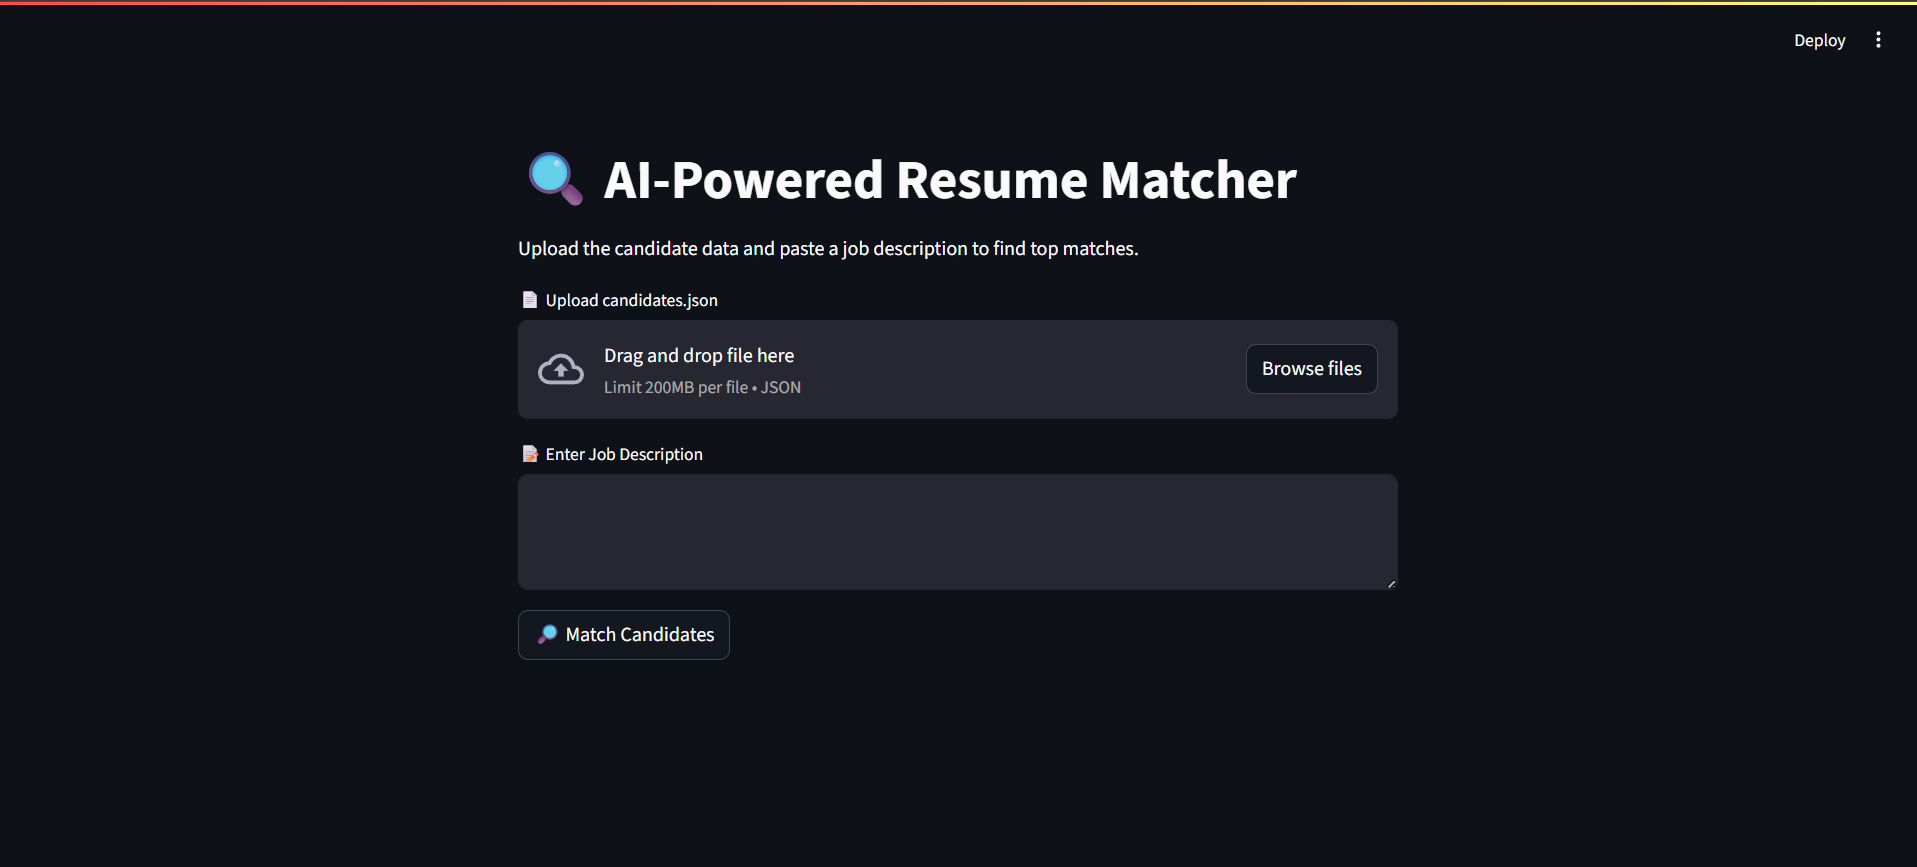 Deploy
AI-Powered Resume Matcher
Upload the candidate data and paste a job description to find top matches.
Upload candidates.json
Drag and drop file here
Limit 200MB per file • JSON
Browse files
Enter Job Description
Match Candidates